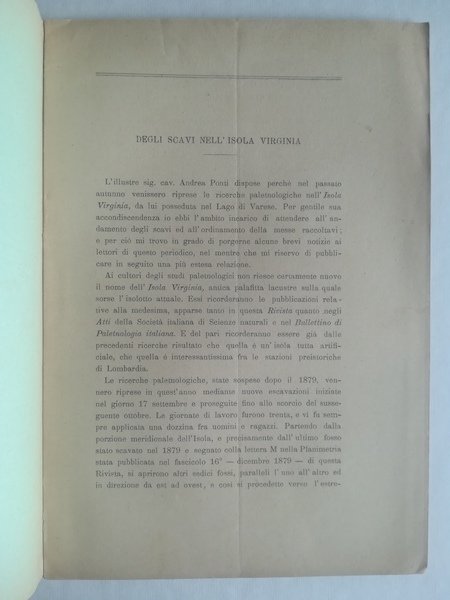 DEGLI SCAVI NELL'ISOLA VIRGINIA
L'illustre sig. cav. Andrea Ponti dispose perchè nel passato
autunno venissero riprese le ricerche paletnologiche nell'Isola
Virginia, da lui posseduta nel Lago di Varese. Per gentile sua
accondiscendenza io ebbi l'ambìto incarico di attendere all'an-
damento degli scavi ed all'ordinamento della messe raccoltavi;
e per ciò mi trovo in grado di porgerne alcune brevi notizie ai
lettori di questo periodico, nel mentre che mi riservo di pubbli-
care in seguito una più estesa relazione.
Ai cultori degli studi paletnologici non riesce certamente nuovo
il nome dell'Isola Virginia, antica palafitta lacustre sulla quale
sorse l'isolotto attuale. Essi ricorderanno le pubblicazioni rela-
tive alla medesima, apparse tanto in questa Rivista quanto negli
Atti della Società italiana di Scienze naturali e nel Bullettino di
Paletnologia italiana. E del pari ricorderanno essere già dalle
precedenti ricerche risultato che quella è un'isola tutta artifi-
ciale, che quella è interessantissima fra le stazioni preistoriche
di Lombardia.
Le ricerche paletnologiche, state sospese dopo il 1879, ven-
nero riprese in quest'anno mediante nuove escavazioni iniziate
nel giorno 17 settembre e proseguite fino allo scorcio del susse-
guente ottobre. Le giornate di lavoro furono trenta, e vi fu sem-
pre applicata una dozzina fra uomini e ragazzi. Partendo dalla
porzione meridionale dell'Isola, e precisamente dall'ultimo fosso
stato scavato nel 1879 e segnato colla lettera M nella Planimetria
stata pubblicata nel fascicolo 16° — dicembre 1879 — di questa
Rivista, si aprirono altri sedici fossi, paralleli l'uno all'altro ed
in direzione da est ad ovest, e così si procedette verso l'estre-